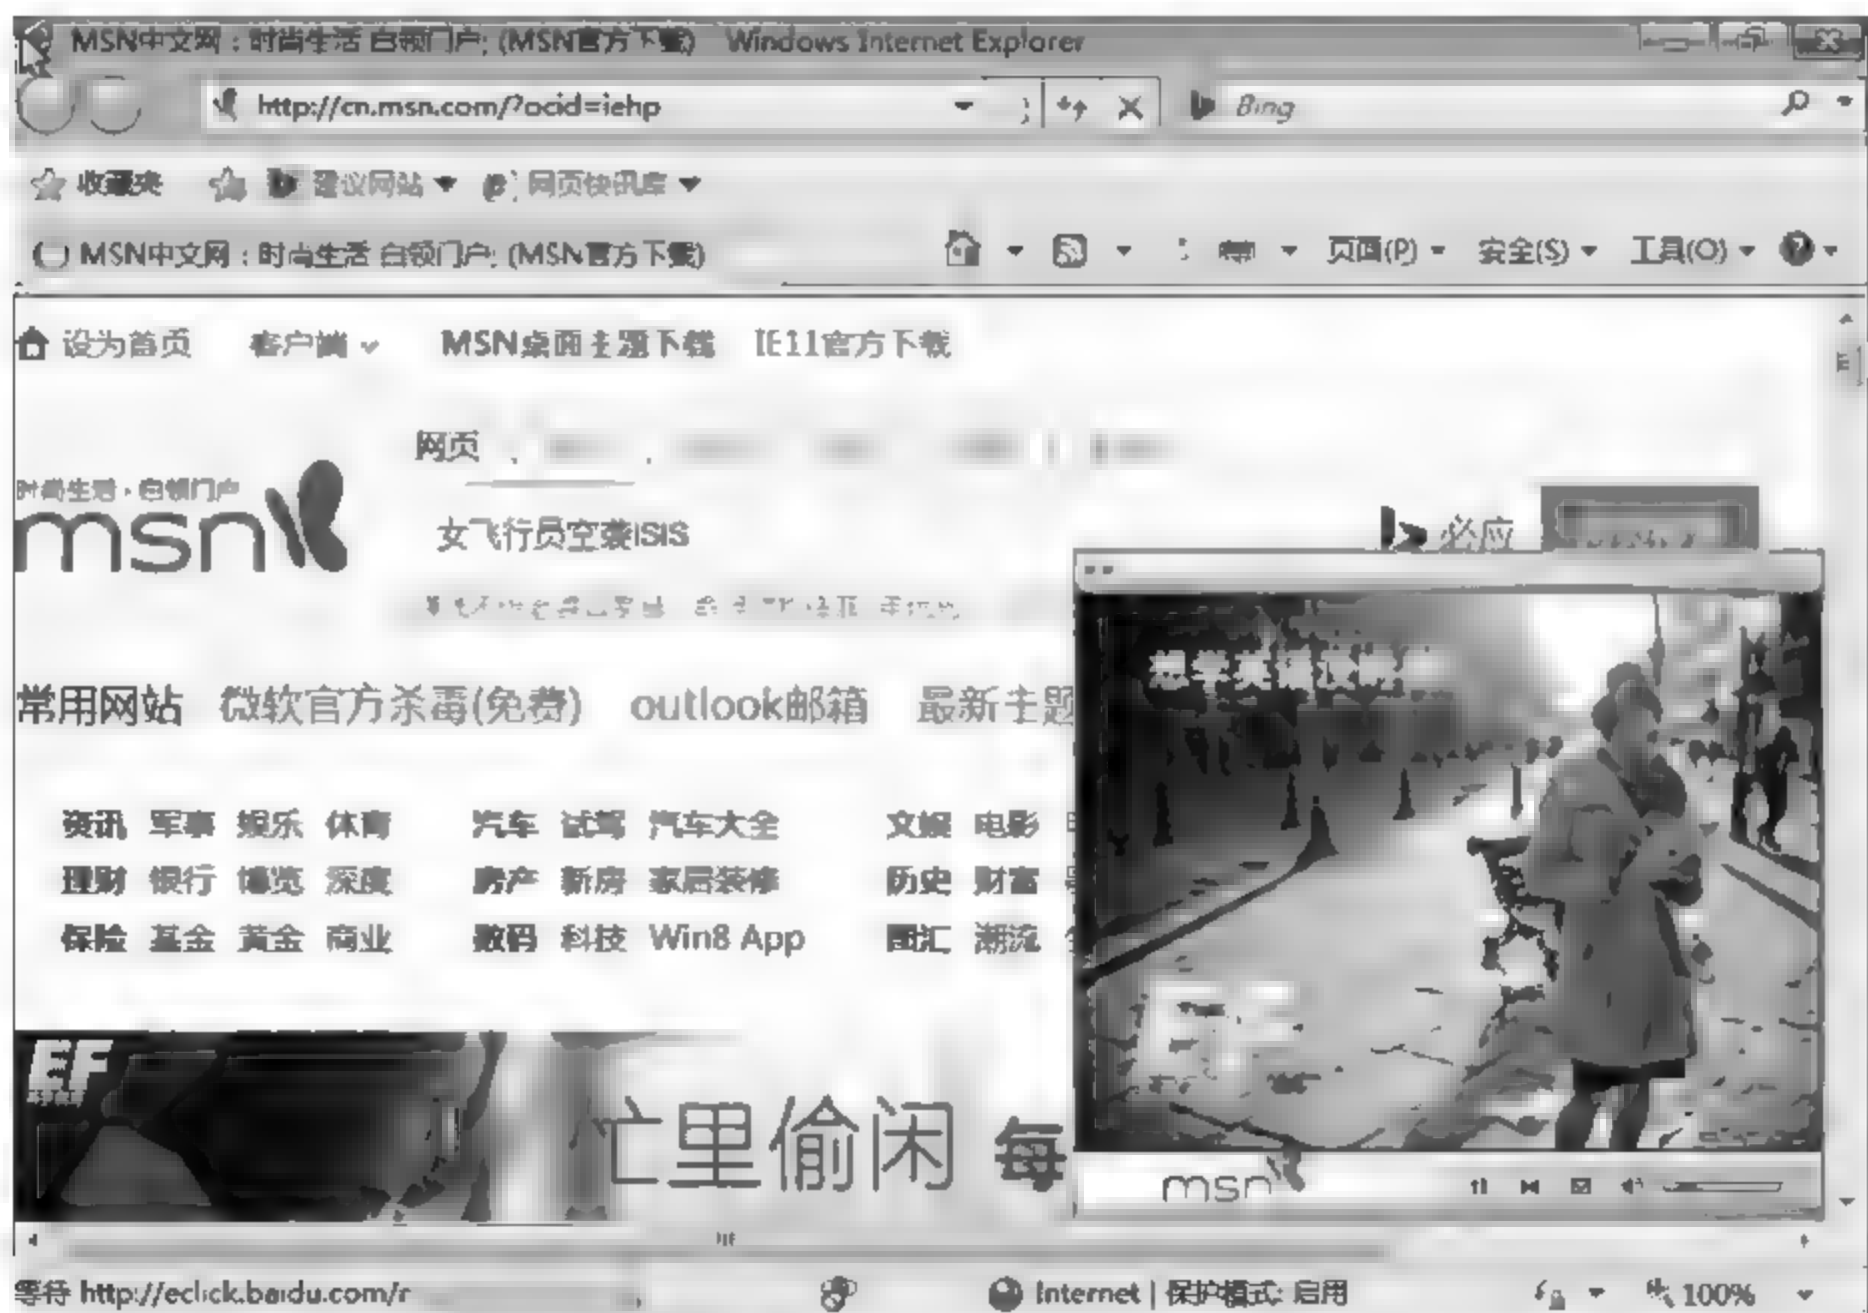 MSN中文网:时尚生活 白领门户; (MSN官方下载) Windows Internet Explorer
http://cn.msn.com/?ocid=iehp Bing
收藏夹 建议网站 网页快讯库
MSN中文网:时尚生活 白领门户; (MSN官方下载) 页面(P) 安全(S) 工具(O)
设为首页 客户端 MSN桌面主题下载 IE11官方下载
网页
时尚生活·白领门户
msn
女飞行员空袭ISIS
必应
常用网站 微软官方杀毒(免费) outlook邮箱 最新主题
资讯 军事 娱乐 体育 汽车 试驾 汽车大全 文娱 电影
理财 银行 博览 深度 房产 新房 家居装修 历史 财富
保险 基金 黄金 商业 数码 科技 Win8 App 图汇 潮流
EF
忙里偷闲 每
msn
等待 http://eclick.baidu.com/r Internet | 保护模式: 启用 100%